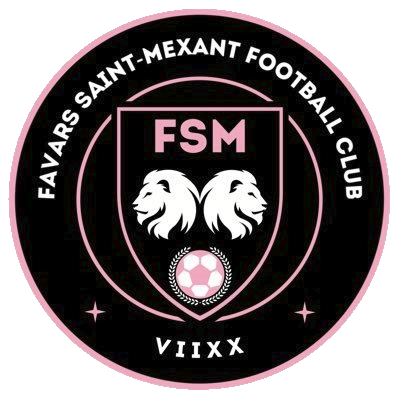 FAVARS SAINT-MEXANT FOOTBALL CLUB
FSM
VIIXX